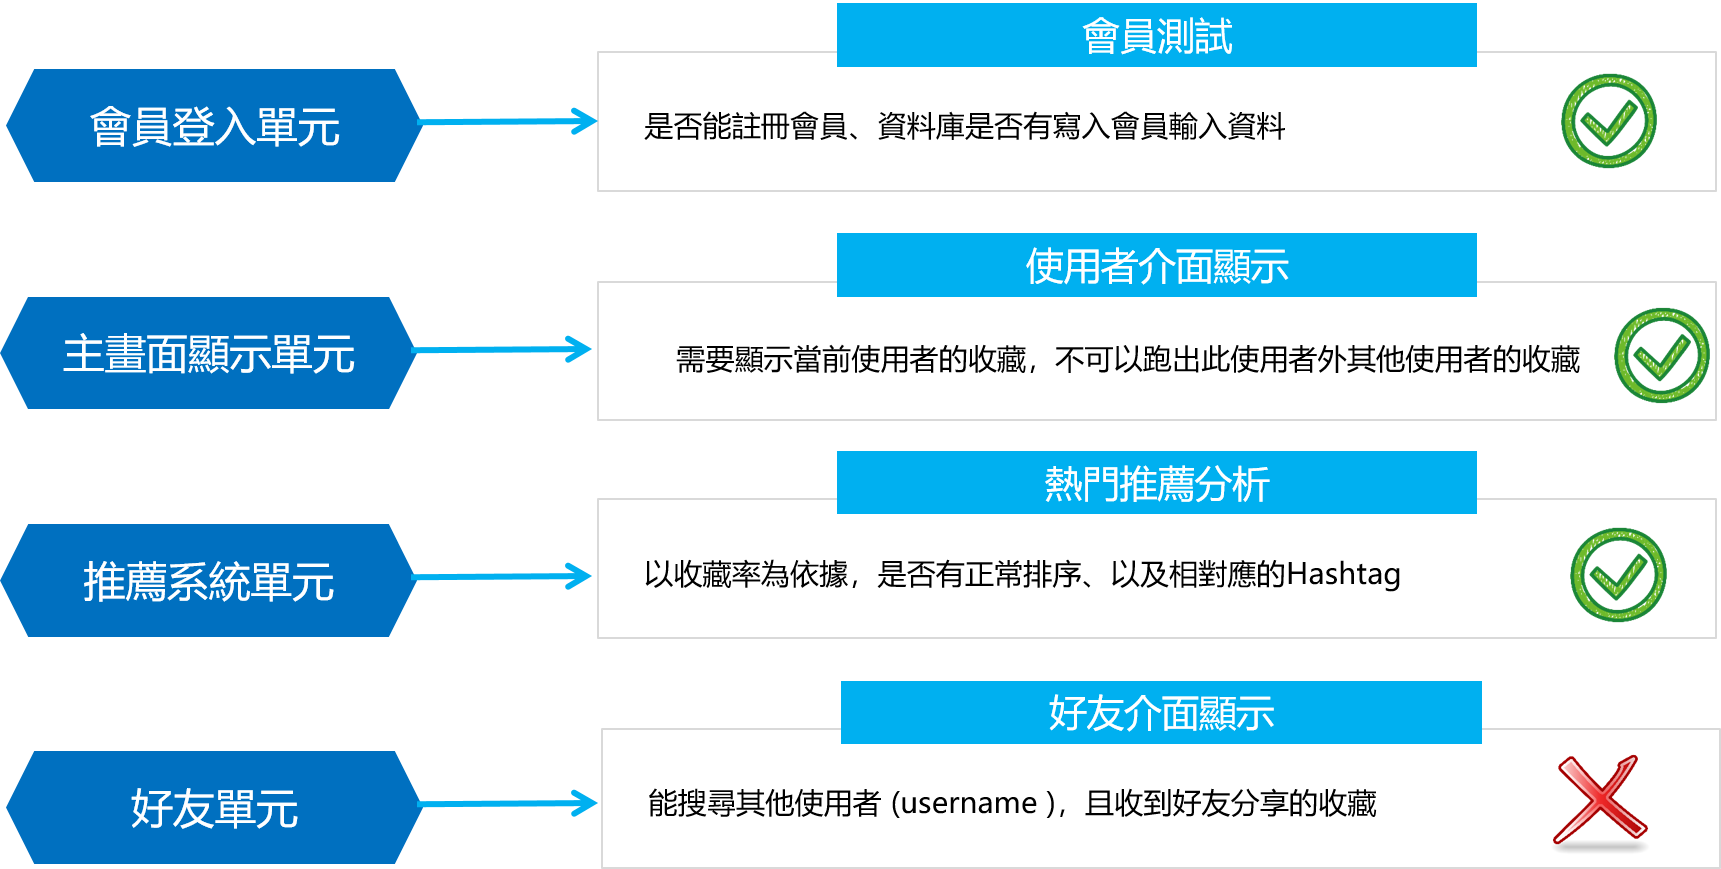 會員測試
會員登入單元
是否能註冊會員、資料庫是否有寫入會員輸入資料
使用者介面顯示
主畫面顯示單元
需要顯示當前使用者的收藏，不可以跑出此使用者外其他使用者的收藏
熱門推薦分析
推薦系統單元
以收藏率為依據，是否有正常排序、以及相對應的Hashtag
好友介面顯示
好友單元
能搜尋其他使用者 (username )，且收到好友分享的收藏